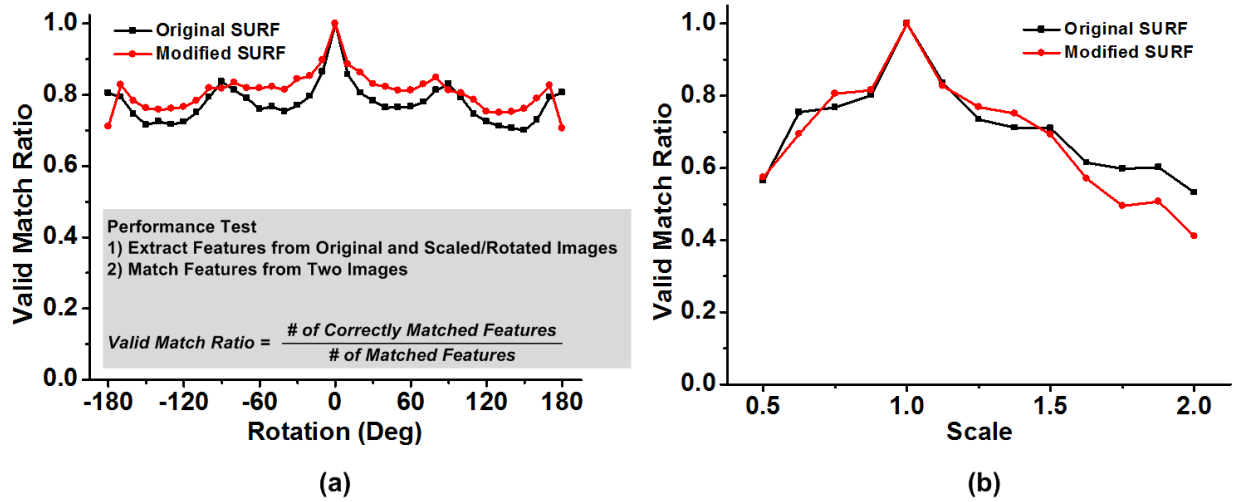 Original SURF
Modified SURF
1.0
0.8
0.6
0.4
0.2
0.0
Valid Match Ratio
Performance Test
1) Extract Features from Original and Scaled/Rotated Images
2) Match Features from Two Images
Valid Match Ratio = # of Correctly Matched Features
# of Matched Features
-180 -120 -60 0 60 120 180
Rotation (Deg)
(a)
Original SURF
Modified SURF
1.0
0.8
0.6
0.4
0.2
0.0
Valid Match Ratio
0.5 1.0 1.5 2.0
Scale
(b)